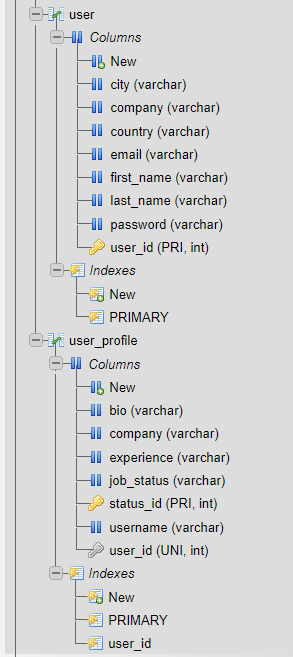 user
Columns
New
city (varchar)
company (varchar)
country (varchar)
email (varchar)
first_name (varchar)
last_name (varchar)
password (varchar)
user_id (PRI, int)
Indexes
New
PRIMARY
user_profile
Columns
New
bio (varchar)
company (varchar)
experience (varchar)
job_status (varchar)
status_id (PRI, int)
username (varchar)
user_id (UNI, int)
Indexes
New
PRIMARY
user_id